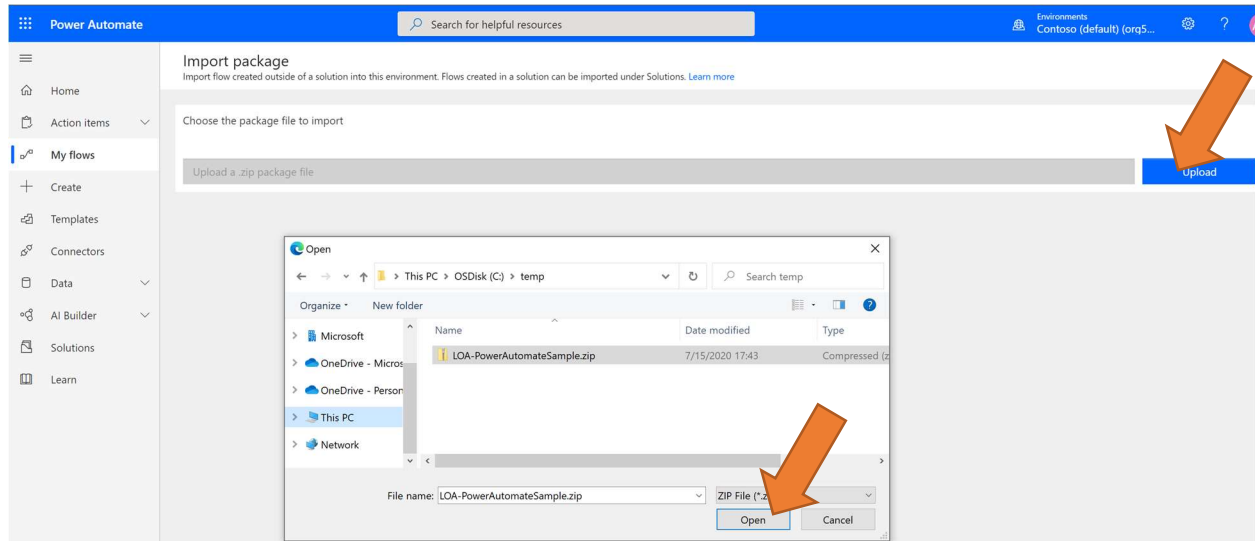 Power Automate
Search for helpful resources
Environments
Contoso (default) (org5...
?
Import package
Import flow created outside of a solution into this environment. Flows created in a solution can be imported under Solutions. Learn more
Home
Action items
My flows
Create
Templates
Connectors
Data
AI Builder
Solutions
Learn
Choose the package file to import
Upload a .zip package file
Upload
Open
> This PC > OSDisk (C:) > temp
Search temp
Organize
New folder
?
Name
Date modified
Type
Microsoft
OneDrive - Micros
OneDrive - Person
This PC
Network
LOA-PowerAutomateSample.zip
7/15/2020 17:43
Compressed (z
File name:
LOA-PowerAutomateSample.zip
ZIP File (*.z
Open
Cancel